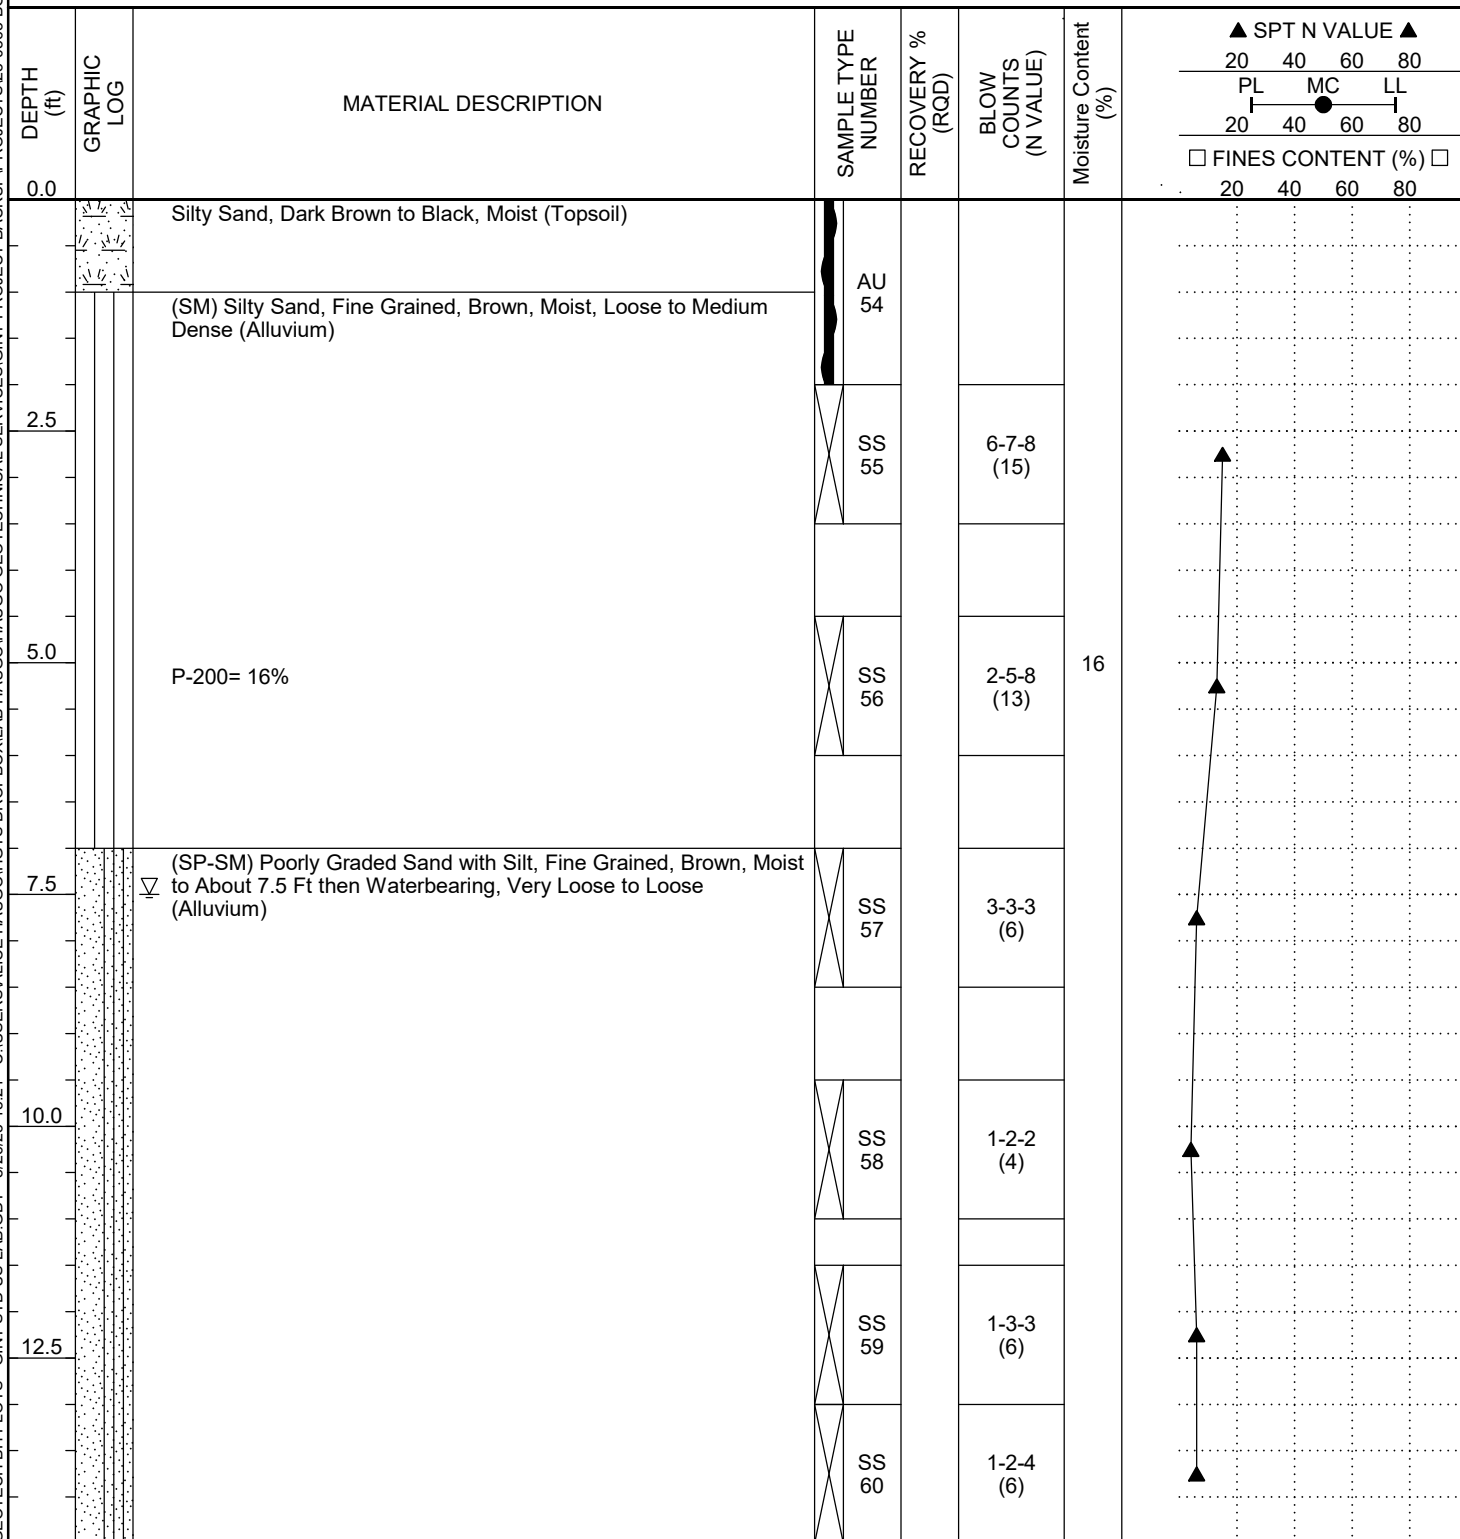 DEPTH
(ft)
GRAPHIC
LOG
MATERIAL DESCRIPTION
SAMPLE TYPE
NUMBER
RECOVERY %
(RQD)
BLOW
COUNTS
(N VALUE)
Moisture Content
(%)
▲ SPT N VALUE ▲
20 40 60 80
PL MC LL
20 40 60 80
□ FINES CONTENT (%) □
20 40 60 80
0.0
Silty Sand, Dark Brown to Black, Moist (Topsoil)
AU
54
(SM) Silty Sand, Fine Grained, Brown, Moist, Loose to Medium
Dense (Alluvium)
2.5
SS
55
6-7-8
(15)
5.0
P-200= 16%
SS
56
2-5-8
(13)
16
(SP-SM) Poorly Graded Sand with Silt, Fine Grained, Brown, Moist
to About 7.5 Ft then Waterbearing, Very Loose to Loose
(Alluvium)
7.5
SS
57
3-3-3
(6)
10.0
SS
58
1-2-2
(4)
12.5
SS
59
1-3-3
(6)
SS
60
1-2-4
(6)